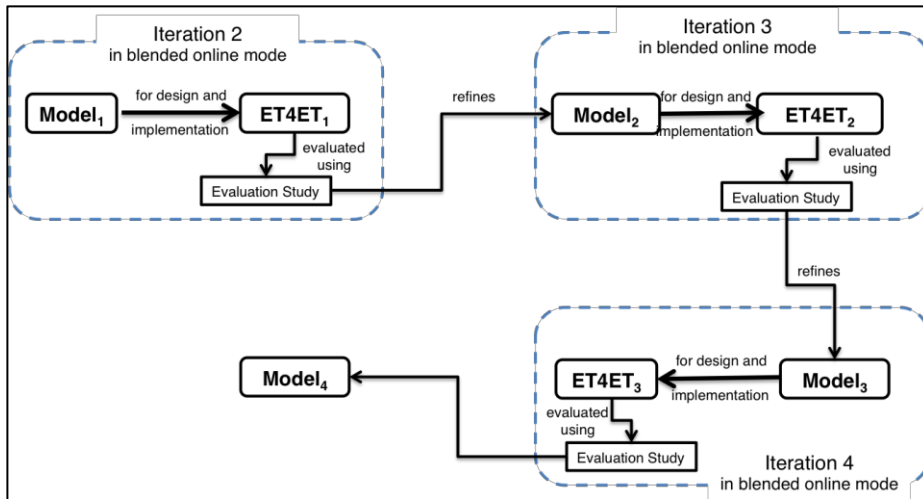 Iteration 2
in blended online mode
Model₁
for design and
implementation
ET4ET₁
evaluated
using
Evaluation Study
refines
Iteration 3
in blended online mode
Model₂
for design and
implementation
ET4ET₂
evaluated
using
Evaluation Study
refines
Model₃
for design and
implementation
ET4ET₃
evaluated
using
Evaluation Study
Iteration 4
in blended online mode
Model₄